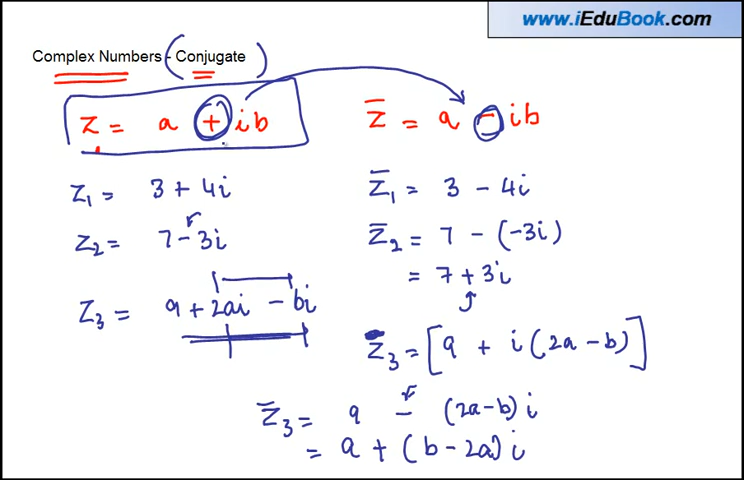 www.iEduBook.com
Complex Numbers - (Conjugate)
z = a + ib
z̅ = a - ib
z₁ = 3 + 4i
z̅₁ = 3 - 4i
z₂ = 7 - 3i
z̅₂ = 7 - (-3i)
= 7 + 3i
z₃ = a + 2ai - bi
z̅₃ = [a + i(2a - b)]
z̅₃ = a - (2a-b)i
= a + (b - 2a)i